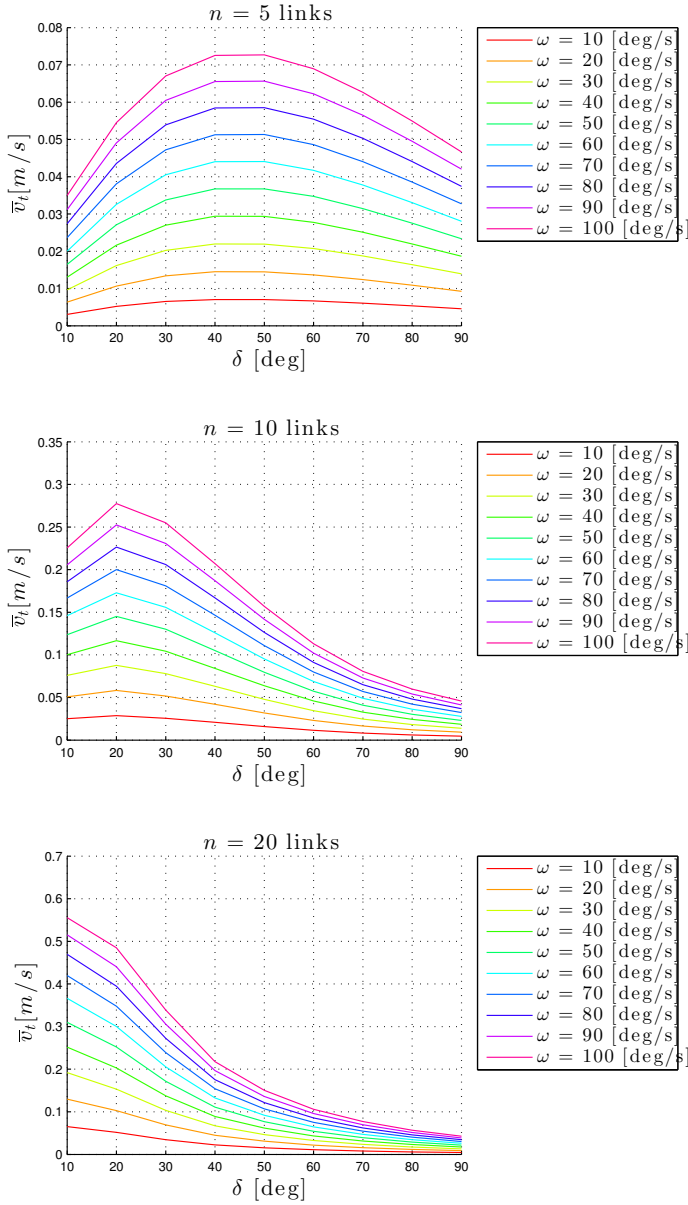 n = 5 links
0.08
0.07
0.06
0.05
0.04
0.03
0.02
0.01
0
v̅ₜ[m/s]
10 20 30 40 50 60 70 80 90
δ [deg]
ω = 10 [deg/s]
ω = 20 [deg/s]
ω = 30 [deg/s]
ω = 40 [deg/s]
ω = 50 [deg/s]
ω = 60 [deg/s]
ω = 70 [deg/s]
ω = 80 [deg/s]
ω = 90 [deg/s]
ω = 100 [deg/s]
n = 10 links
0.35
0.3
0.25
0.2
0.15
0.1
0.05
0
v̅ₜ[m/s]
10 20 30 40 50 60 70 80 90
δ [deg]
ω = 10 [deg/s]
ω = 20 [deg/s]
ω = 30 [deg/s]
ω = 40 [deg/s]
ω = 50 [deg/s]
ω = 60 [deg/s]
ω = 70 [deg/s]
ω = 80 [deg/s]
ω = 90 [deg/s]
ω = 100 [deg/s]
n = 20 links
0.7
0.6
0.5
0.4
0.3
0.2
0.1
0
v̅ₜ[m/s]
10 20 30 40 50 60 70 80 90
δ [deg]
ω = 10 [deg/s]
ω = 20 [deg/s]
ω = 30 [deg/s]
ω = 40 [deg/s]
ω = 50 [deg/s]
ω = 60 [deg/s]
ω = 70 [deg/s]
ω = 80 [deg/s]
ω = 90 [deg/s]
ω = 100 [deg/s]